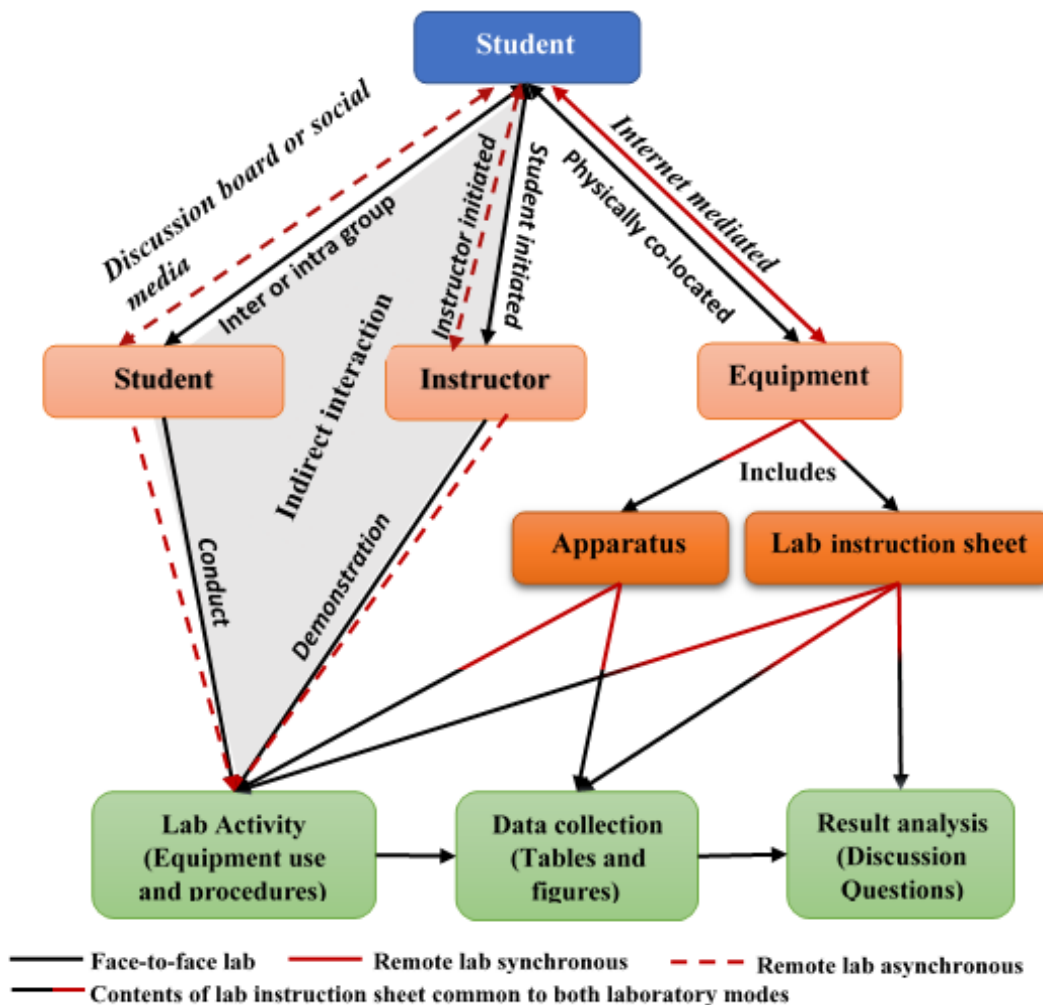 Student
Discussion board or social
media
Inter or intra group
Indirect interaction
Instructor initiated
Student initiated
Physically co-located
Internet mediated
Student
Instructor
Equipment
Includes
Conduct
Demonstration
Apparatus
Lab instruction sheet
Lab Activity
(Equipment use
and procedures)
Data collection
(Tables and
figures)
Result analysis
(Discussion
Questions)
Face-to-face lab
Remote lab synchronous
Remote lab asynchronous
Contents of lab instruction sheet common to both laboratory modes